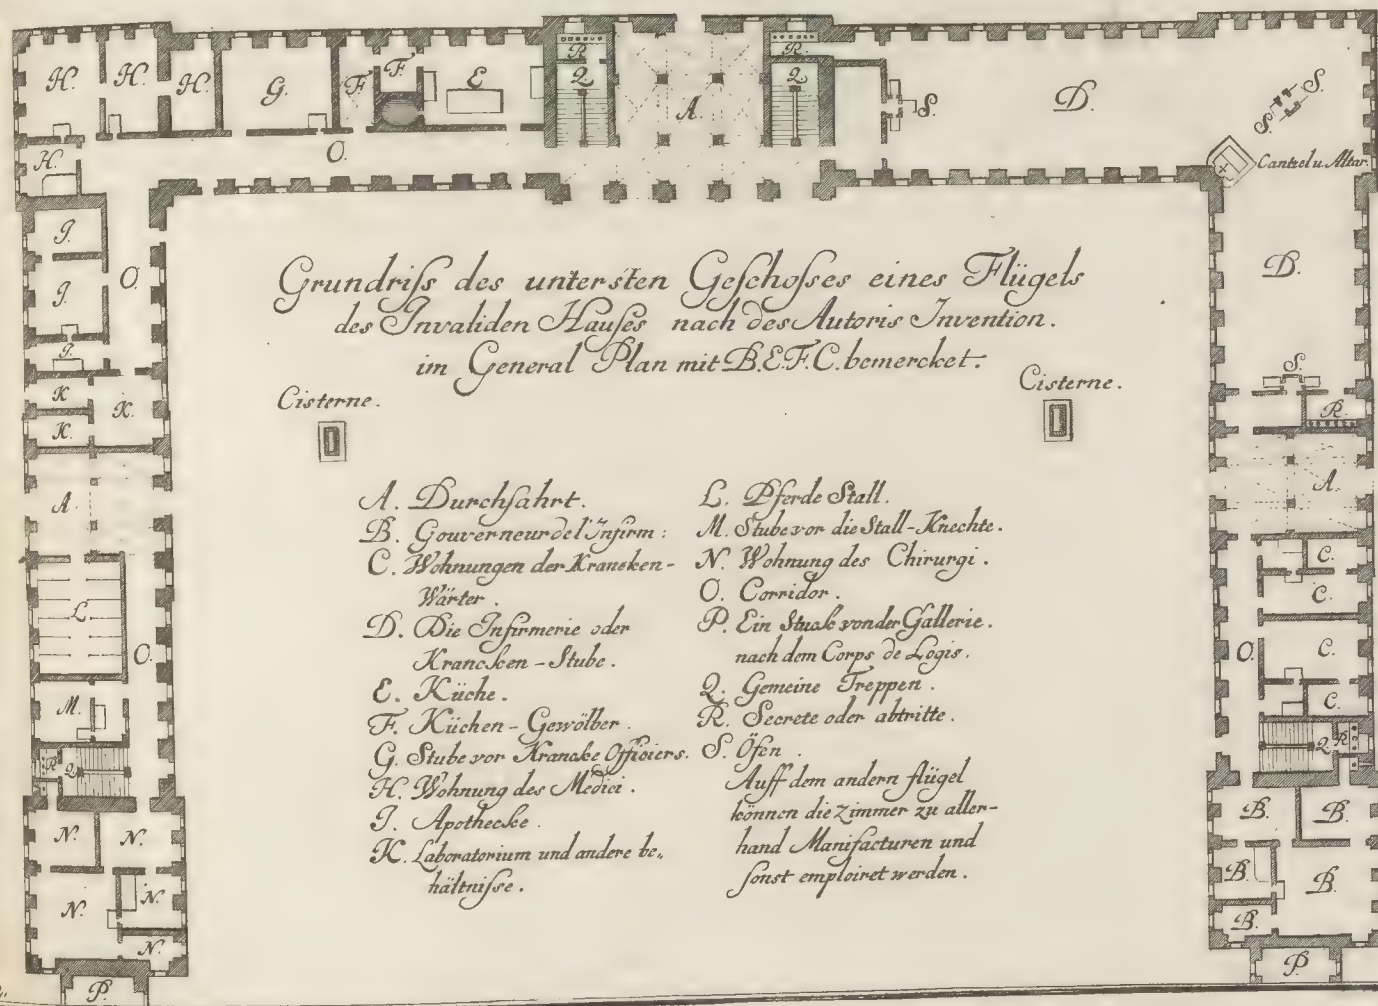 H. H. H. G. F F. E R Q. A. R. Q. S. D. S. S
H. O. Cantzel u. Altar.
J. O. D.
J.
J.
Grundriſs des untersten Geſchoſses eines Flügels
des Invaliden Hauſes nach des Autoris Invention.
im General Plan mit B.E.F.C. bemercket.
Cisterne. Cisterne.
S.
K. K. R.
K.
A. A.
A. Durchfahrt.
B. Gouverneur de l'Infirm:
C. Wohnungen der Krancken-
Wärter.
D. Die Infirmerie oder
Krancken-Stube.
E. Küche.
F. Küchen-Gewölber.
G. Stube vor Krancke Officiers.
H. Wohnung des Medici.
J. Apothecke.
K. Laboratorium und andere be„
hältniſse.
L. Pferde Stall.
M. Stube vor die Stall-Knechte.
N. Wohnung des Chirurgi.
O. Corridor.
P. Ein Stuck von der Gallerie.
nach dem Corps de Logis.
Q. Gemeine Treppen.
R. Secrete oder abtritte.
S. Öfen.
Auff dem andern flügel
können die Zimmer zu aller-
hand Manifacturen und
ſonst emploiret werden.
L. O. O. C.
C.
C.
M. C.
R Q. Q. R.
N. N. B. B.
N. N. B. B.
N. B.
P. P